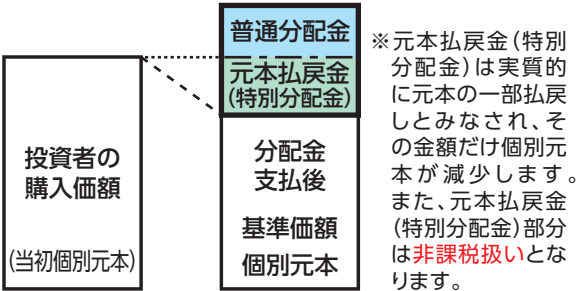 普通分配金
元本払戻金
(特別分配金)
投資者の
購入価額
(当初個別元本)
分配金
支払後
基準価額
個別元本
※元本払戻金(特別
分配金)は実質的
に元本の一部払戻
しとみなされ、そ
の金額だけ個別元
本が減少します。
また、元本払戻金
(特別分配金)部分
は非課税扱いとな
ります。